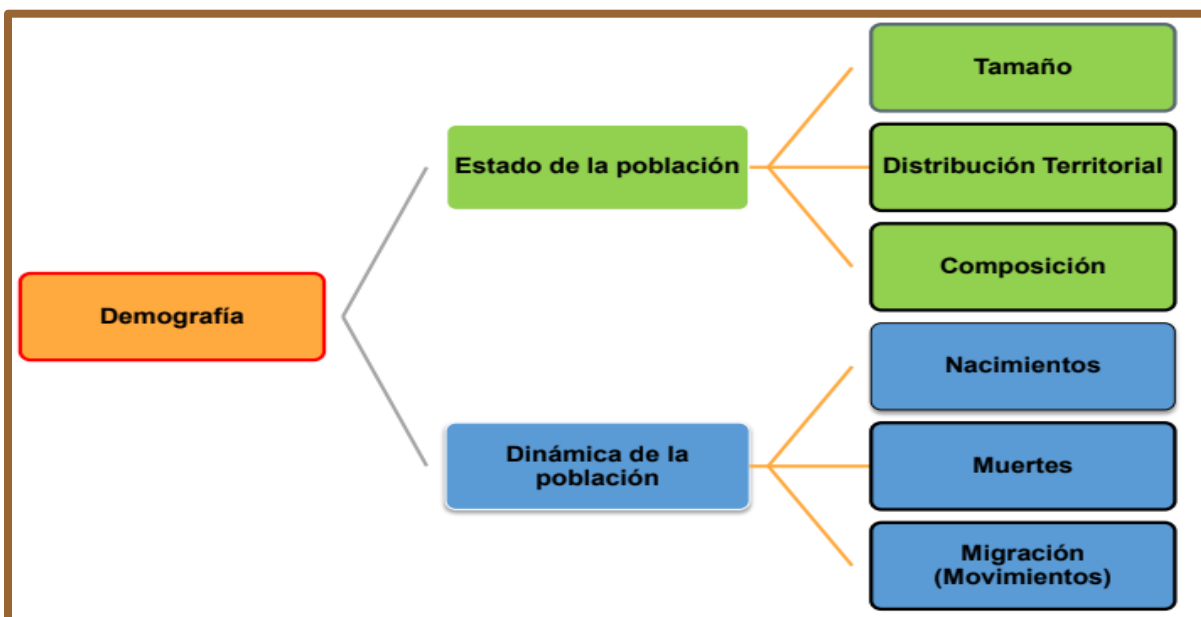 Demografía
Estado de la población
Tamaño
Distribución Territorial
Composición
Dinámica de la
población
Nacimientos
Muertes
Migración
(Movimientos)